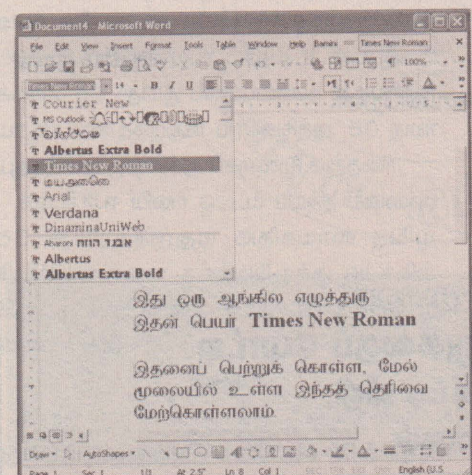 Document4 - Microsoft Word
File Edit View Insert Format Tools Table Window Help Bamini Times New Roman
100%
Times New Roman 14 B I U
Courier New
MS Outlook
Albertus Extra Bold
Times New Roman
Arial
Verdana
DinaminaUniWeb
Aharoni אבגד הוזח
Albertus
Albertus Extra Bold
இது ஒரு ஆங்கில எழுத்துரு
இதன் பெயர் Times New Roman
இதனைப் பெற்றுக் கொள்ள, மேல்
மூலையில் உள்ள இந்தத் தெரிவை
மேற்கொள்ளலாம்.
Draw AutoShapes
Page 1 Sec 1 1/1 At 2.5" Ln 8 Col 1 English (U.S